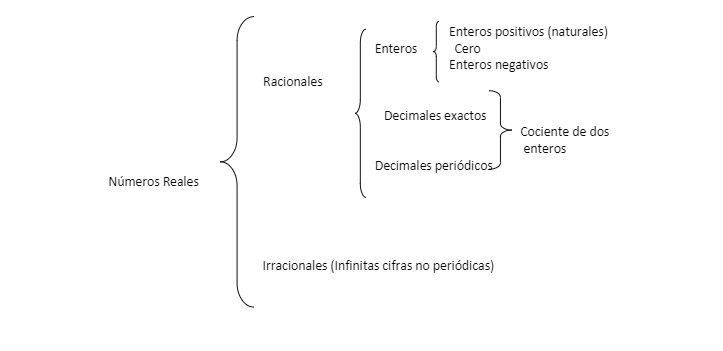 Enteros positivos (naturales)
Enteros
Cero
Enteros negativos
Racionales
Decimales exactos
Cociente de dos
enteros
Decimales periódicos
Números Reales
Irracionales (Infinitas cifras no periódicas)